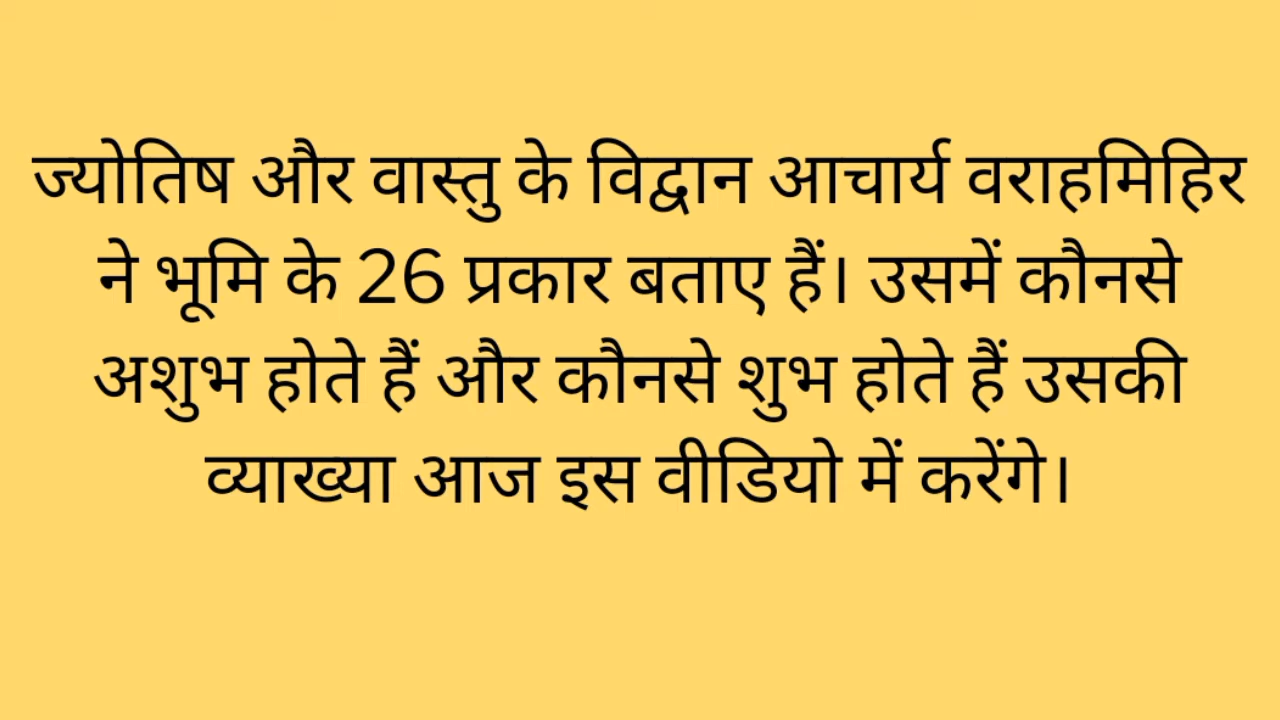 ज्योतिष और वास्तु के विद्वान आचार्य वराहमिहिर
ने भूमि के 26 प्रकार बताए हैं। उसमें कौनसे
अशुभ होते हैं और कौनसे शुभ होते हैं उसकी
व्याख्या आज इस वीडियो में करेंगे।